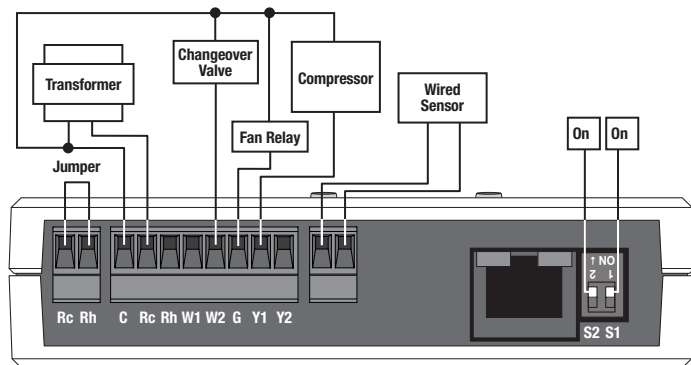 Transformer
Changeover
Valve
Compressor
Wired
Sensor
Fan Relay
On On
Jumper
ON ↓
1 2
Rc Rh C Rc Rh W1 W2 G Y1 Y2
S2 S1